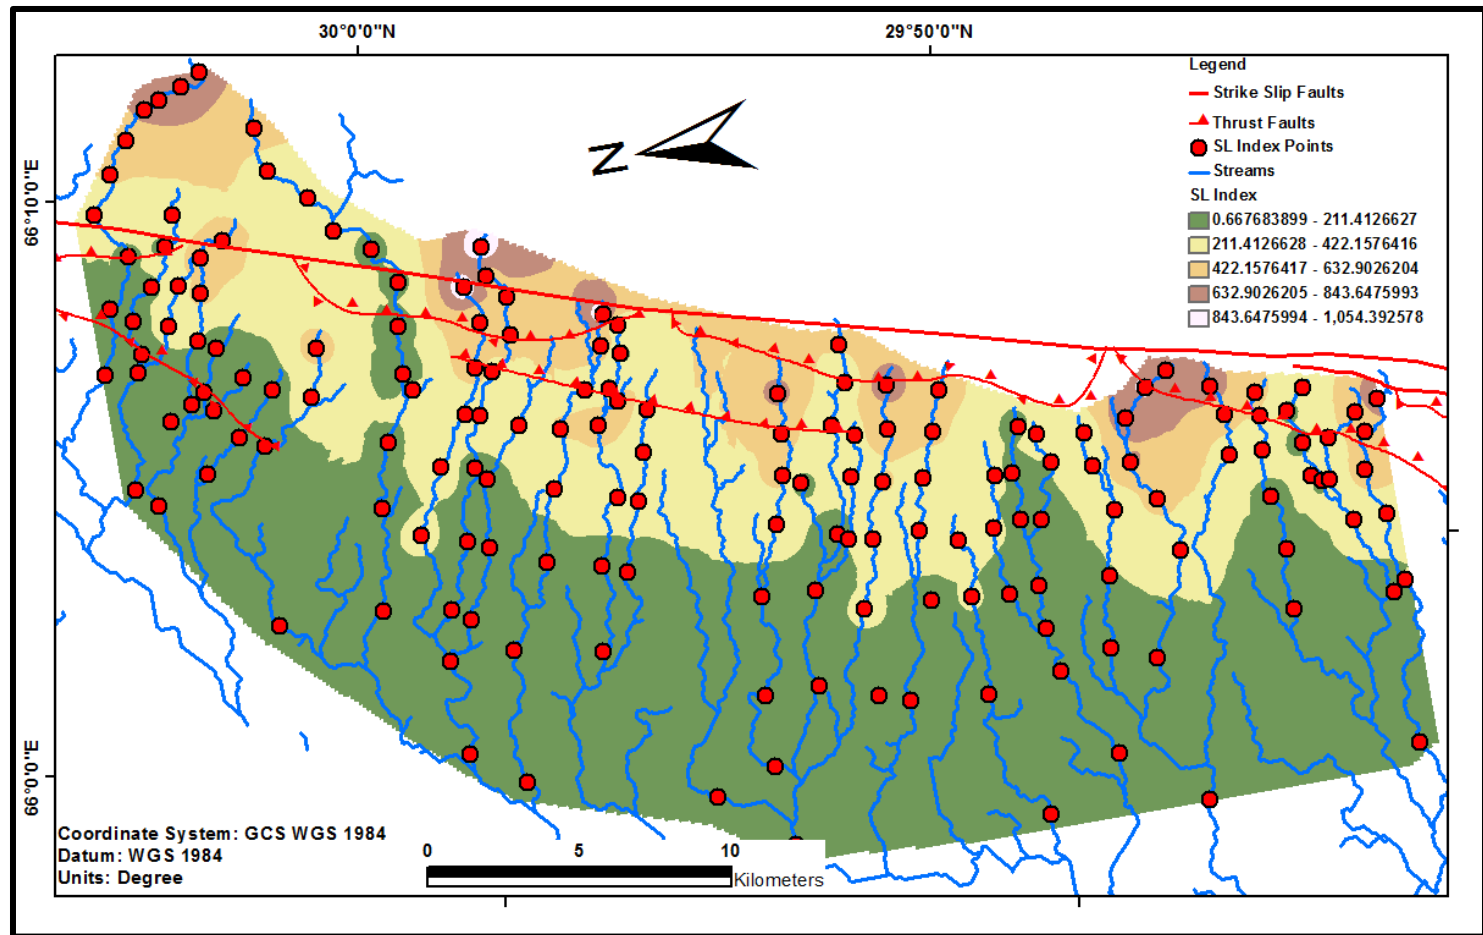 30°0'0"N
29°50'0"N
66°10'0"E
66°0'0"E
N
Legend
Strike Slip Faults
Thrust Faults
SL Index Points
Streams
SL Index
0.667683899 - 211.4126627
211.4126628 - 422.1576416
422.1576417 - 632.9026204
632.9026205 - 843.6475993
843.6475994 - 1,054.392578
Coordinate System: GCS WGS 1984
Datum: WGS 1984
Units: Degree
0 5 10
Kilometers